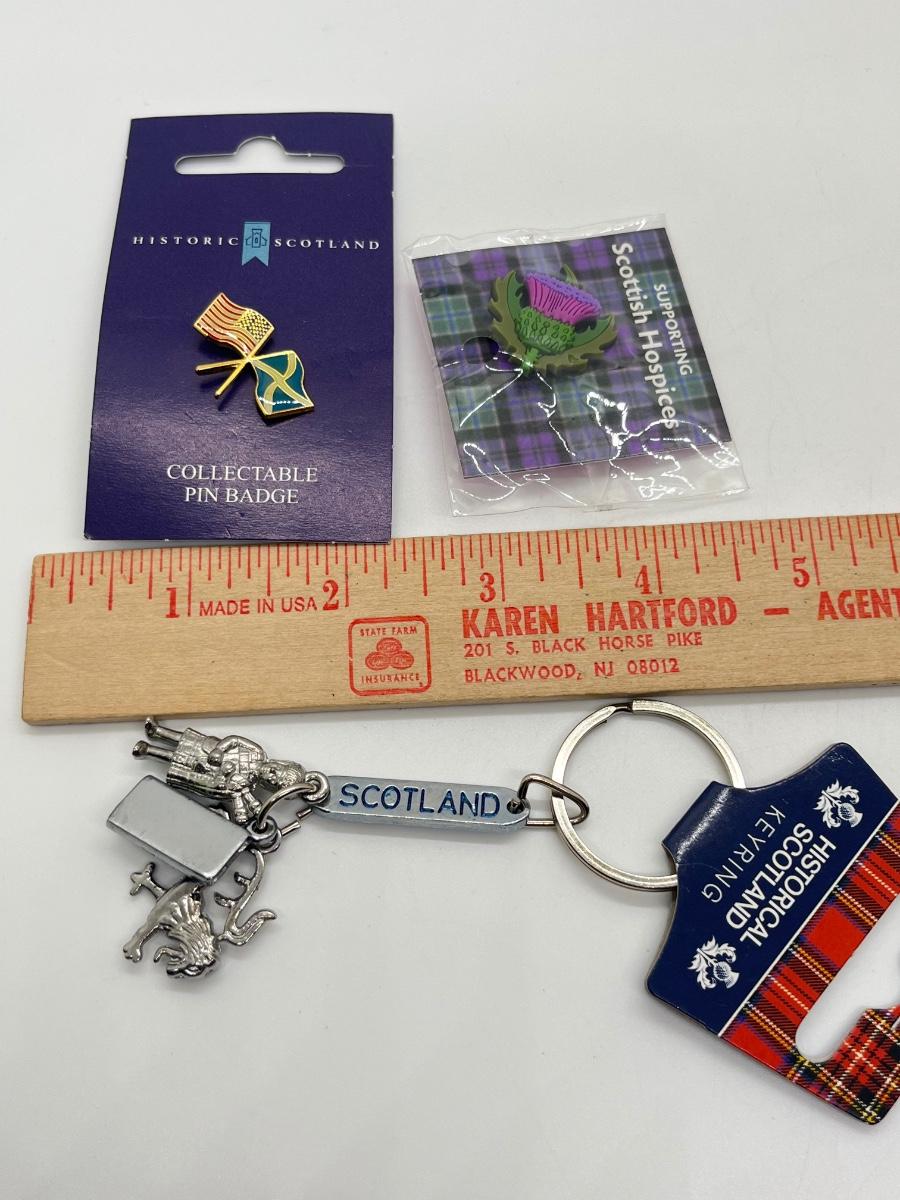 HISTORIC SCOTLAND
COLLECTABLE
PIN BADGE
SUPPORTING
Scottish Hospices
1 MADE IN USA 2 3 4 5
STATE FARM
INSURANCE
KAREN HARTFORD — AGENT
201 S. BLACK HORSE PIKE
BLACKWOOD, NJ 08012
SCOTLAND
HISTORICAL
SCOTLAND
KEYRING